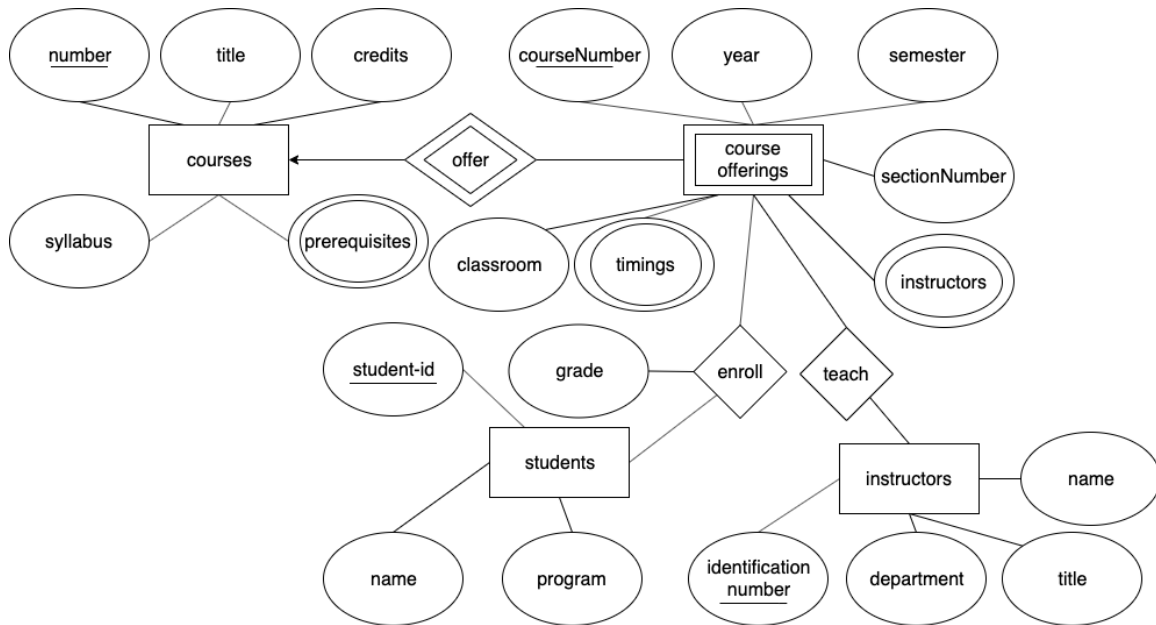 number
title
credits
courseNumber
year
semester
courses
offer
course
offerings
sectionNumber
syllabus
prerequisites
classroom
timings
instructors
student-id
grade
enroll
teach
students
instructors
name
name
program
identification
number
department
title